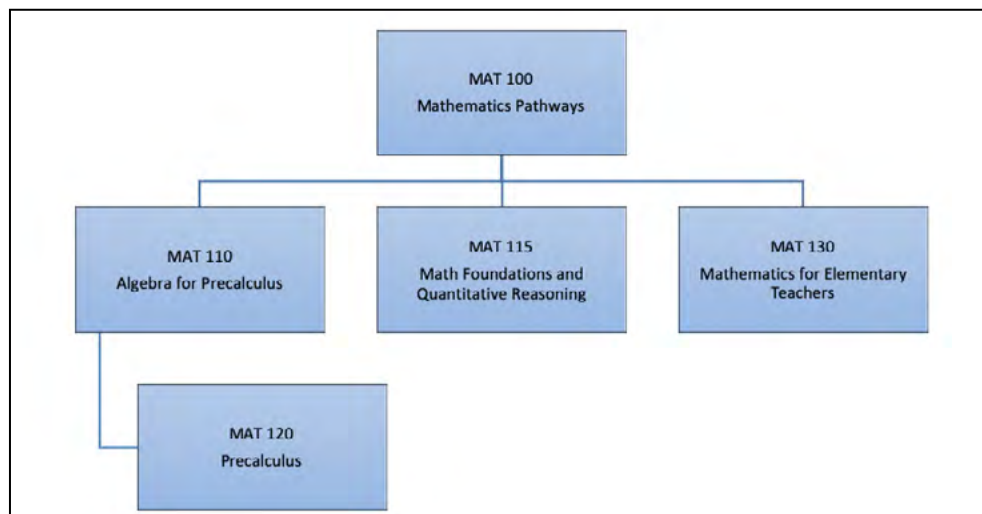 MAT 100
Mathematics Pathways
MAT 110
Algebra for Precalculus
MAT 115
Math Foundations and
Quantitative Reasoning
MAT 130
Mathematics for Elementary
Teachers
MAT 120
Precalculus